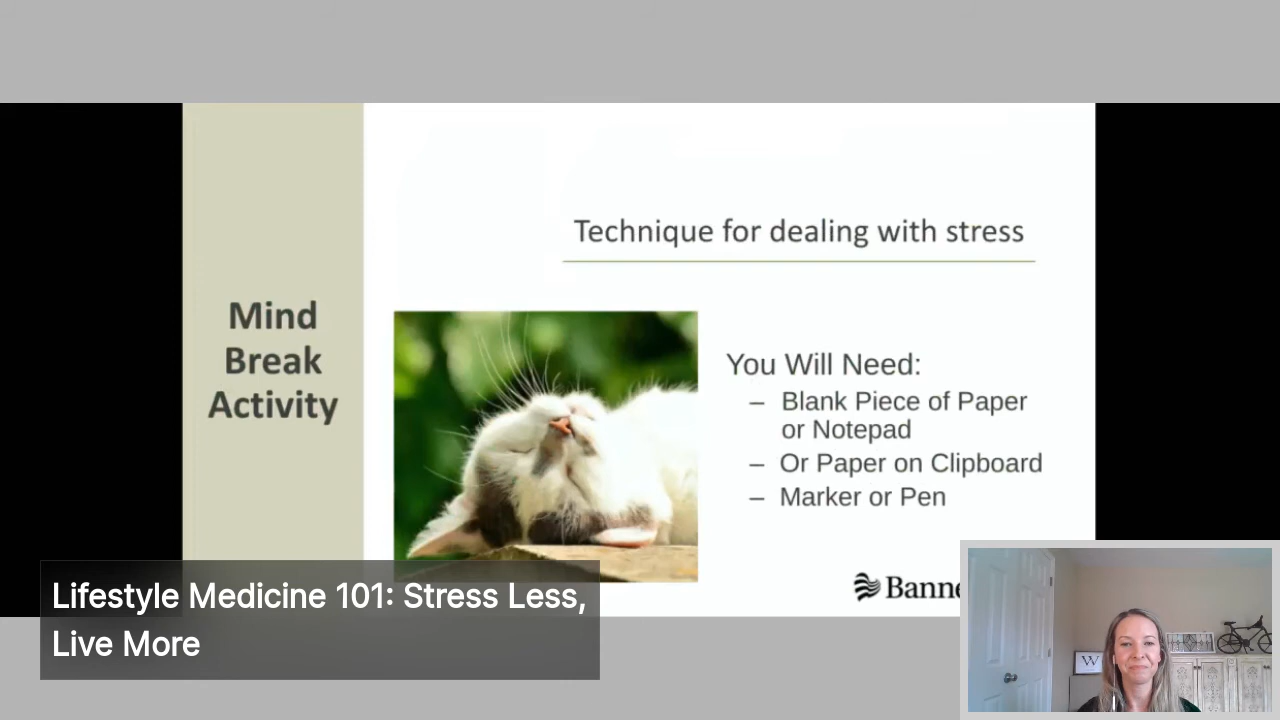 Technique for dealing with stress
Mind
Break
Activity
You Will Need:
– Blank Piece of Paper
or Notepad
– Or Paper on Clipboard
– Marker or Pen
Lifestyle Medicine 101: Stress Less,
Live More
Banne
W